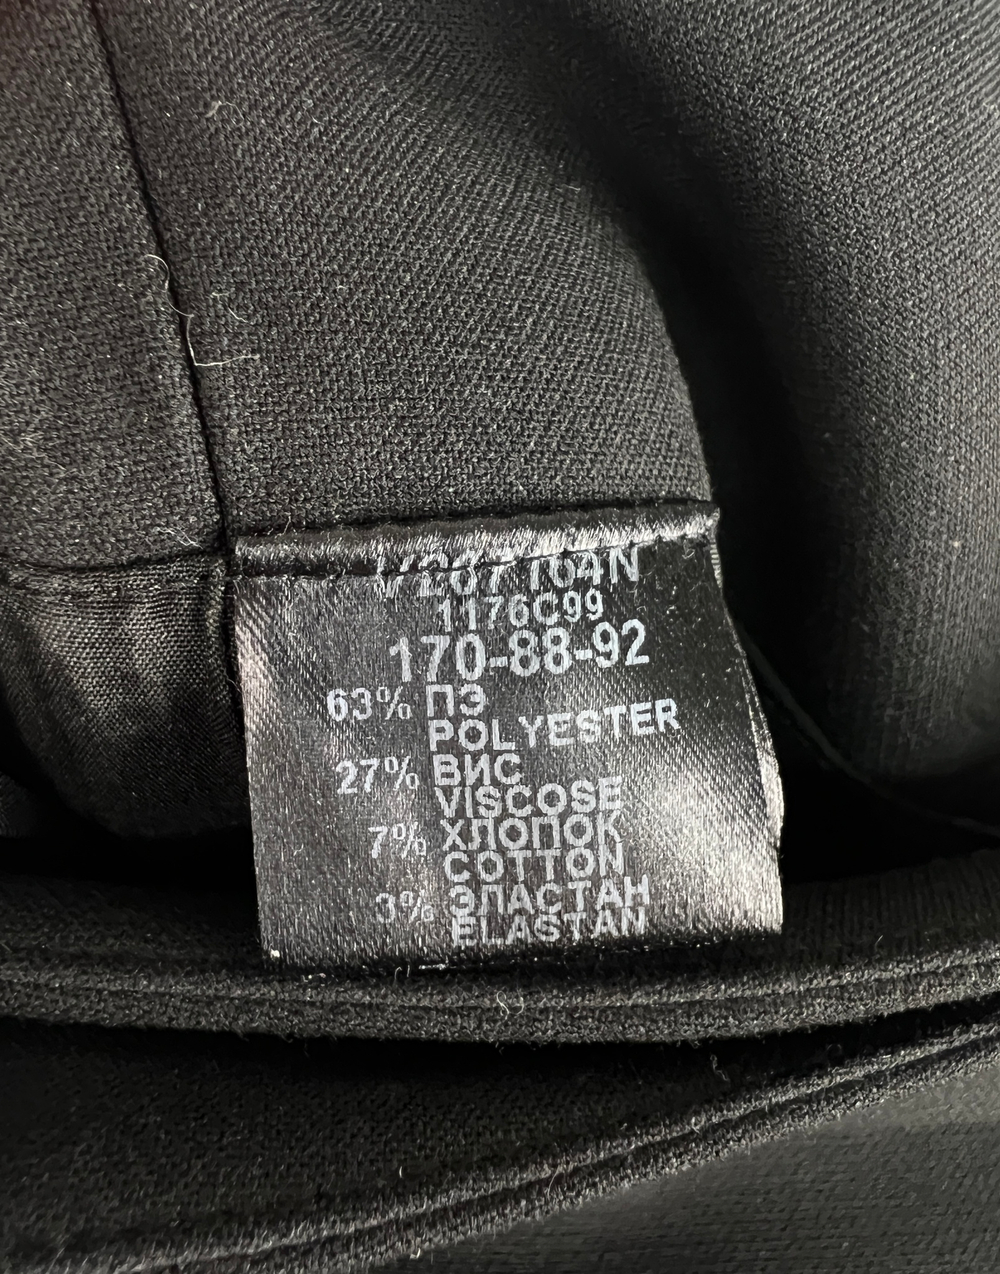 1176C99
170-88-92
63% ПЭ
POLYESTER
27% ВИС
VISCOSE
7% ХЛОПОК
COTTON
3% ЭЛАСТАН
ELASTAN